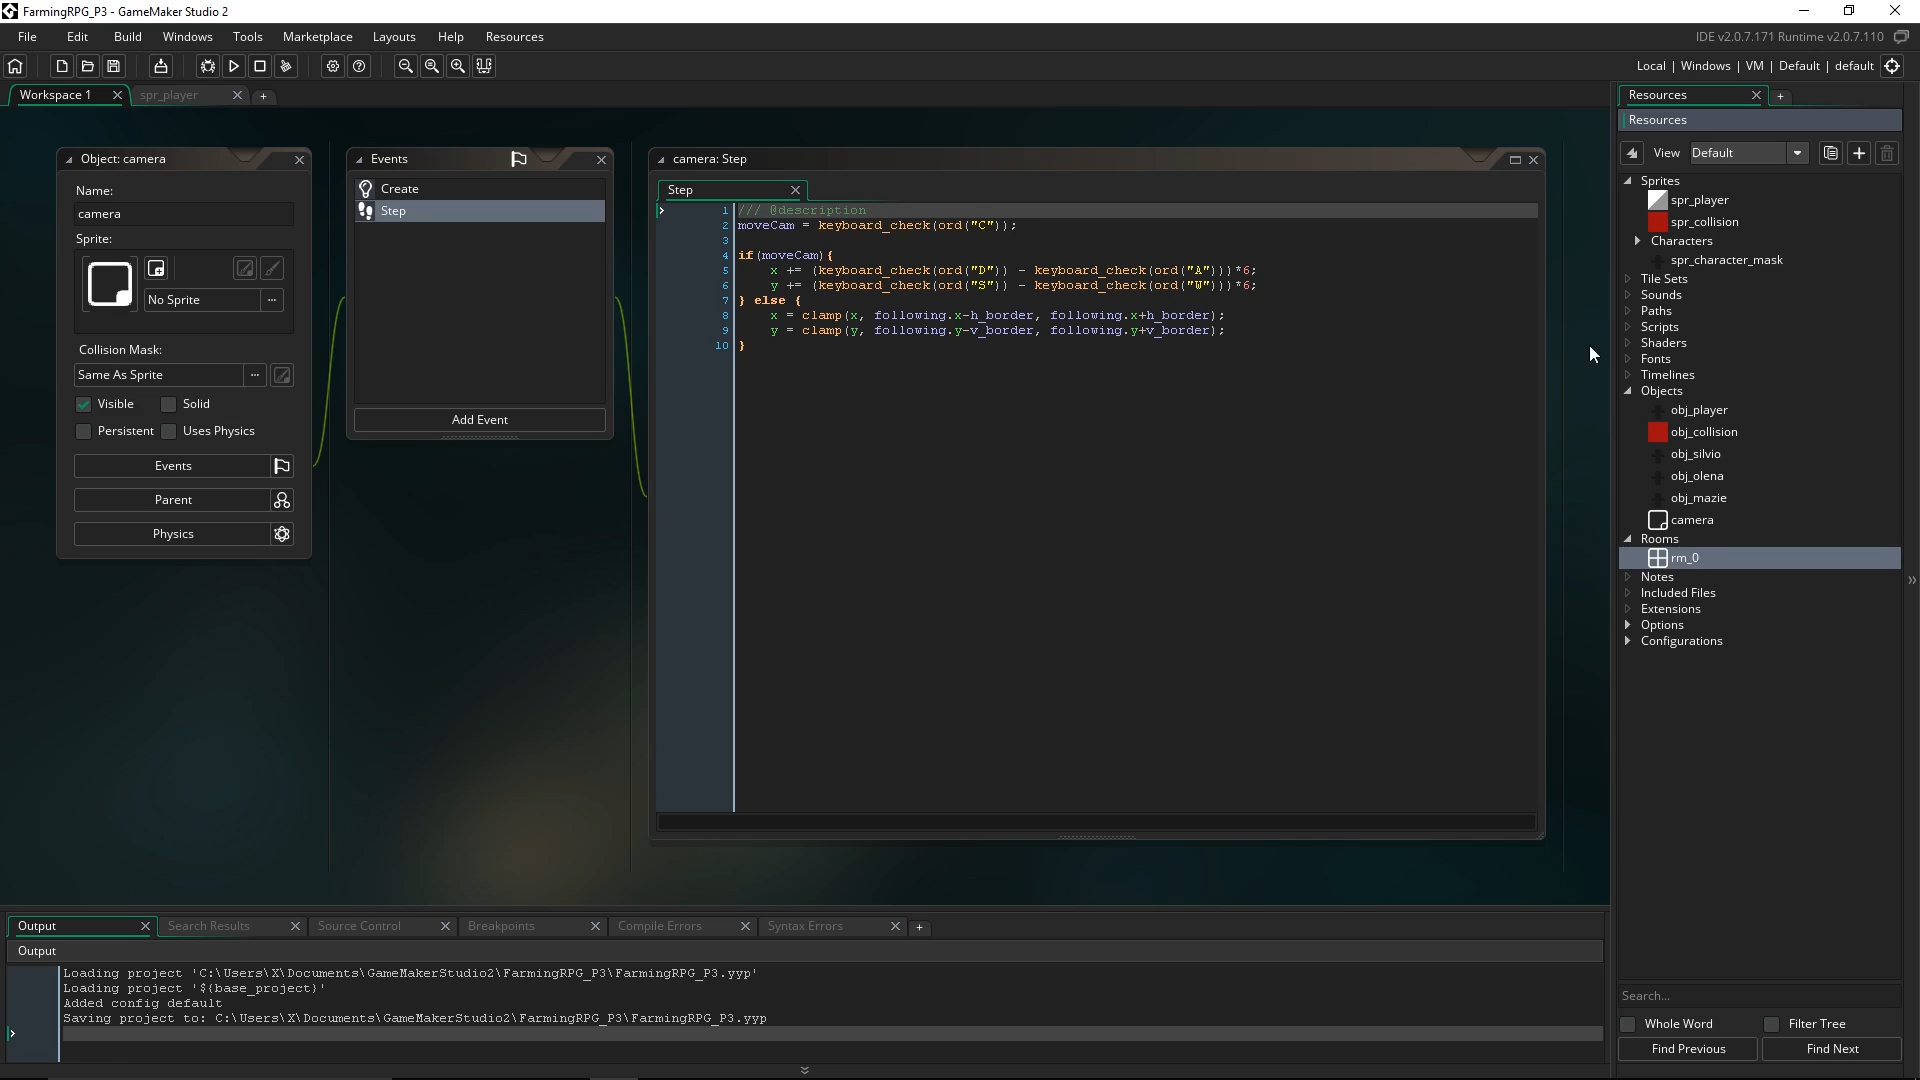 FarmingRPG_P3 - GameMaker Studio 2
File Edit Build Windows Tools Marketplace Layouts Help Resources
IDE v2.0.7.171 Runtime v2.0.7.110
Local | Windows | VM | Default | default
Workspace 1
spr_player
Object: camera
Name:
camera
Sprite:
No Sprite
...
Collision Mask:
Same As Sprite
...
Visible
Solid
Persistent
Uses Physics
Events
Parent
Physics
Events
Create
Step
Add Event
camera: Step
Step
1 /// @description
2 moveCam = keyboard_check(ord("C"));
3
4 if(moveCam){
5 x += (keyboard_check(ord("D")) - keyboard_check(ord("A")))*6;
6 y += (keyboard_check(ord("S")) - keyboard_check(ord("W")))*6;
7 } else {
8 x = clamp(x, following.x-h_border, following.x+h_border);
9 y = clamp(y, following.y-v_border, following.y+v_border);
10 }
Resources
Resources
View Default
Sprites
spr_player
spr_collision
Characters
spr_character_mask
Tile Sets
Sounds
Paths
Scripts
Shaders
Fonts
Timelines
Objects
obj_player
obj_collision
obj_silvio
obj_olena
obj_mazie
camera
Rooms
rm_0
Notes
Included Files
Extensions
Options
Configurations
Search...
Whole Word
Filter Tree
Find Previous
Find Next
Output
Search Results
Source Control
Breakpoints
Compile Errors
Syntax Errors
Output
Loading project 'C:\Users\X\Documents\GameMakerStudio2\FarmingRPG_P3\FarmingRPG_P3.yyp'
Loading project '${base_project}'
Added config default
Saving project to: C:\Users\X\Documents\GameMakerStudio2\FarmingRPG_P3\FarmingRPG_P3.yyp